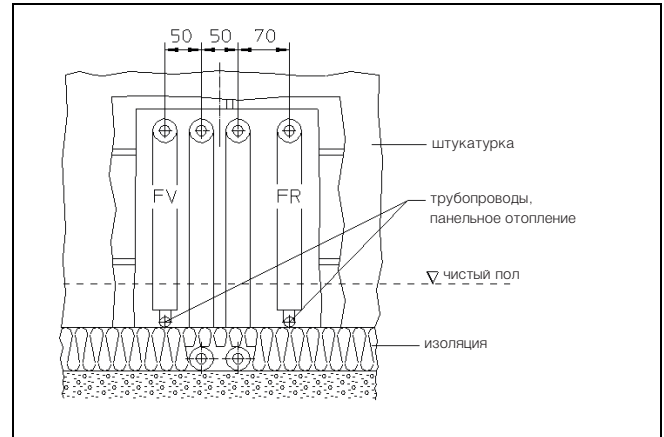 50 50 70
штукатурка
FV FR
трубопроводы,
панельное отопление
чистый пол
изоляция